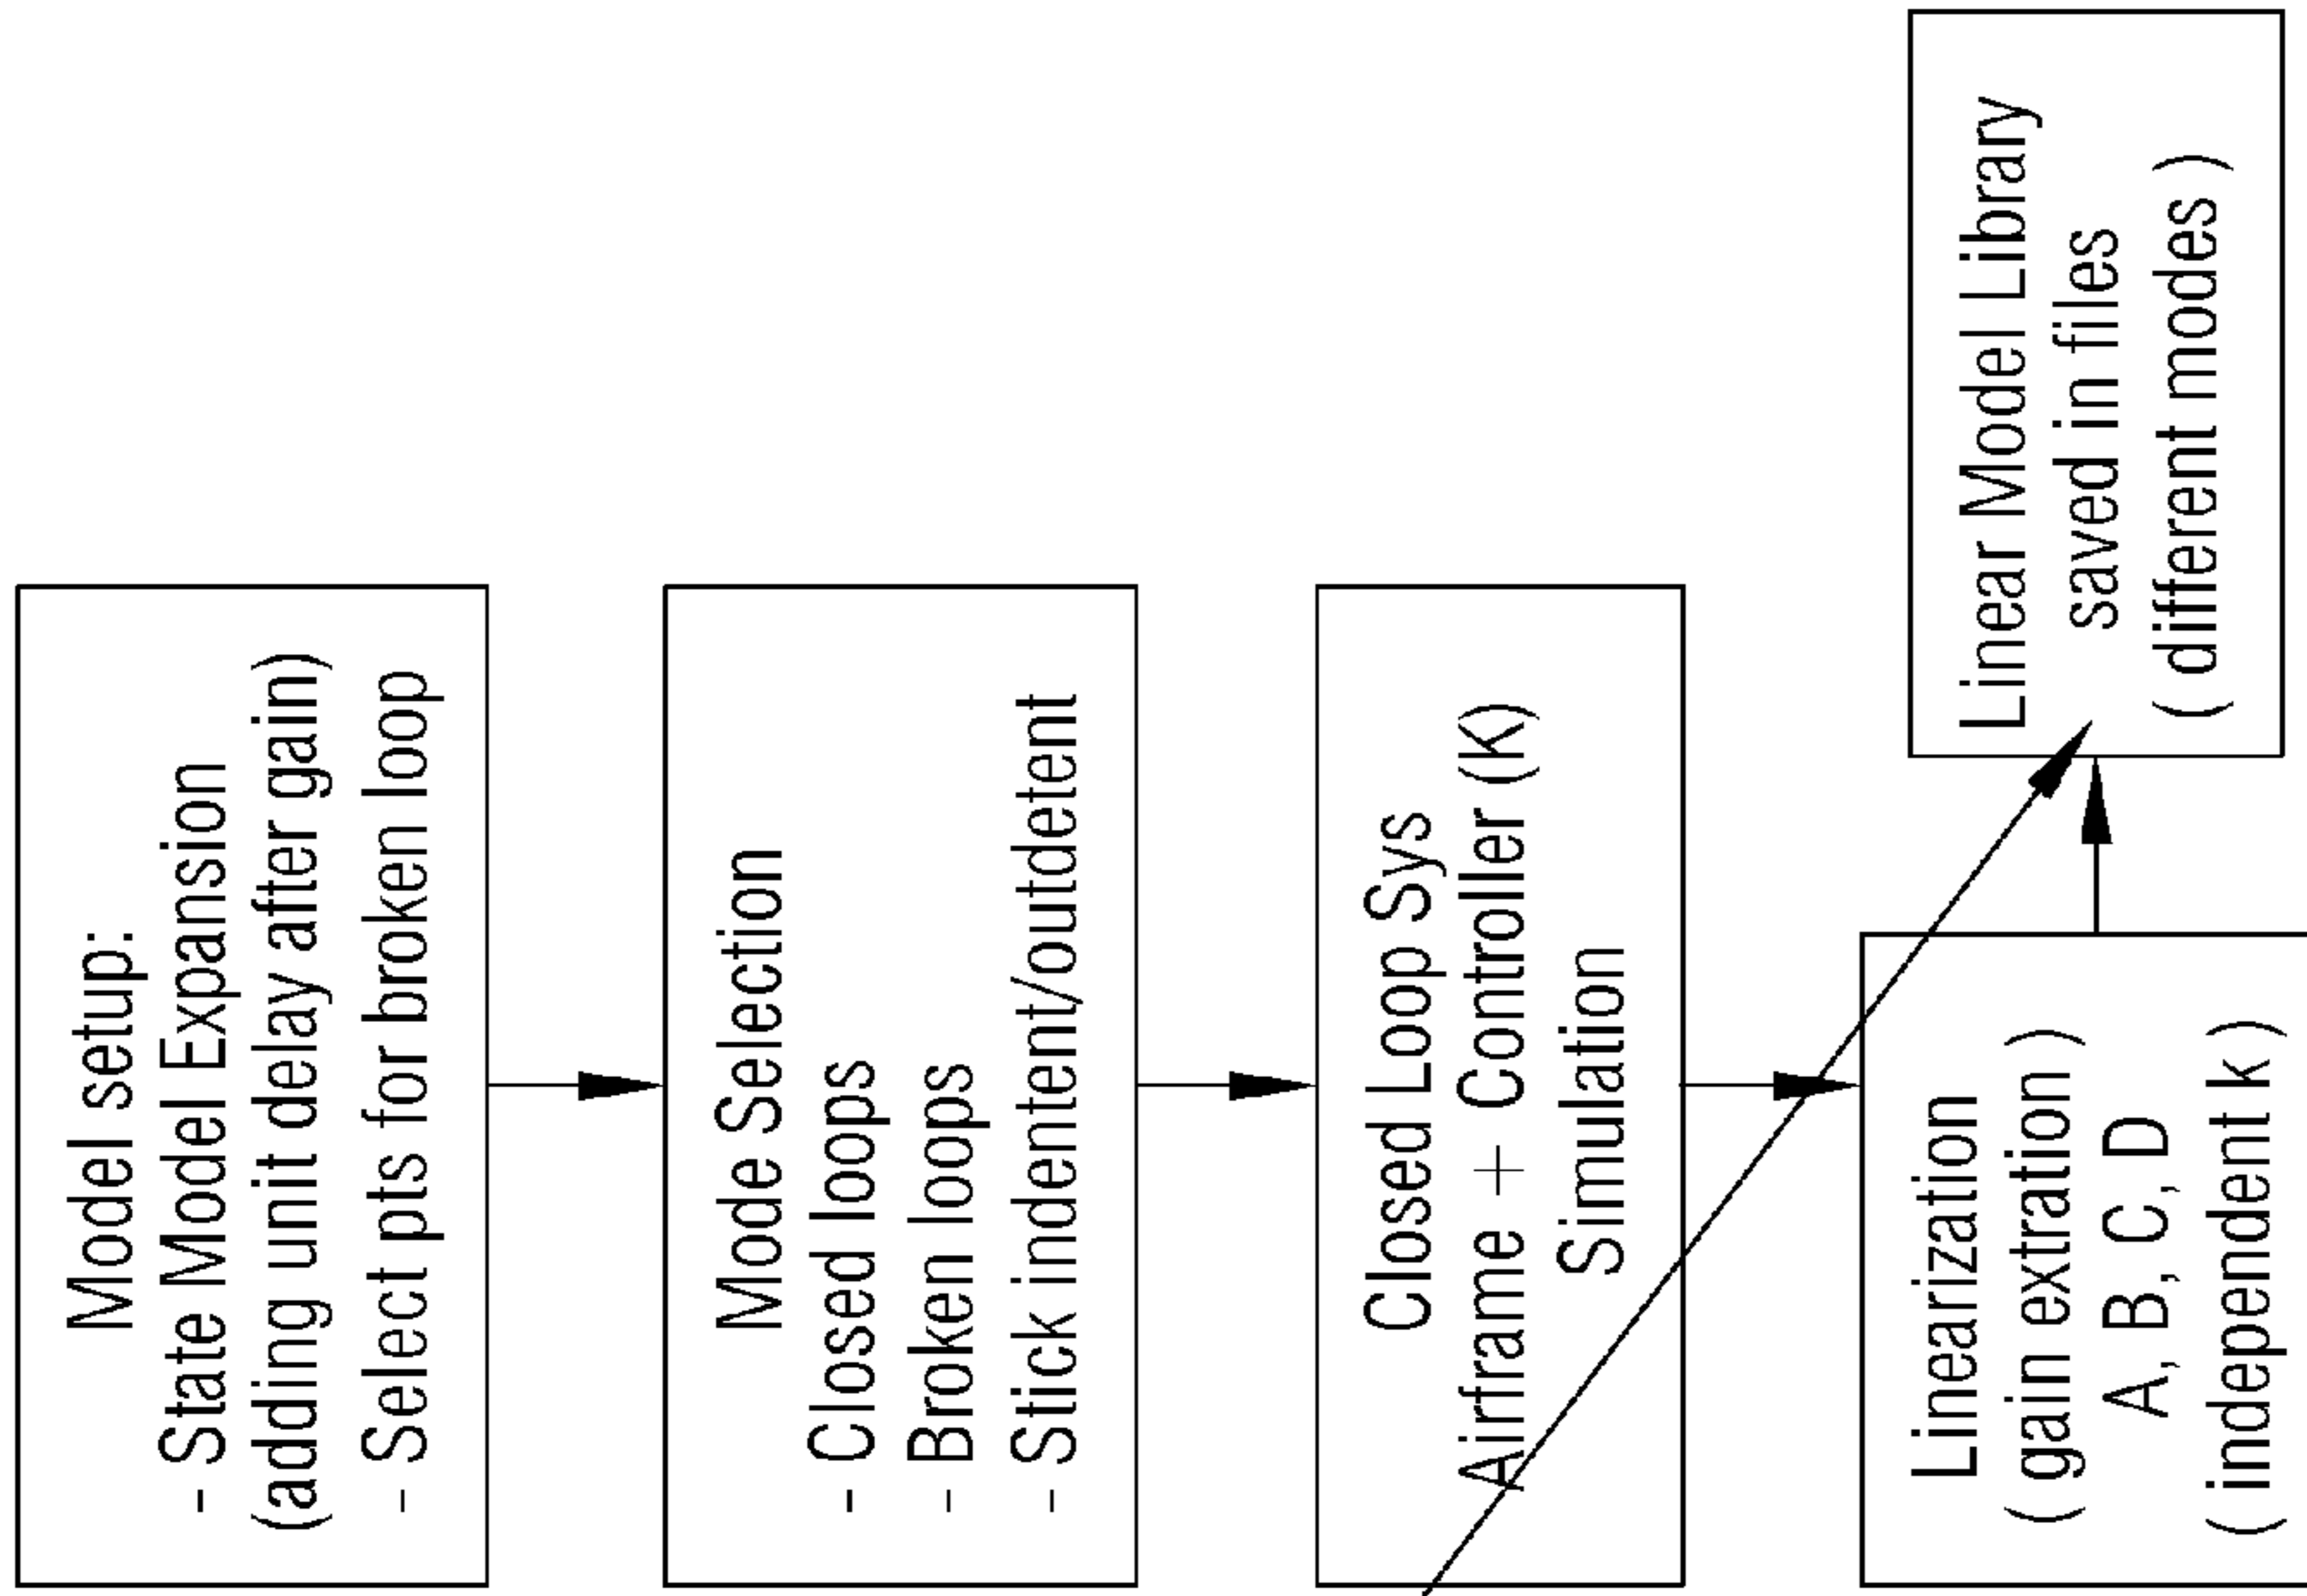 Model setup:
- State Model Expansion
(adding unit delay after gain)
- Select pts for broken loop
Mode Selection
- Closed loops
- Broken loops
- Stick indentent/outdetent
Closed Loop Sys
Airframe + Controller (K)
Simulation
Linearization
( gain extration )
A, B, C, D
( independent k )
Linear Model Library
saved in files
( different modes )